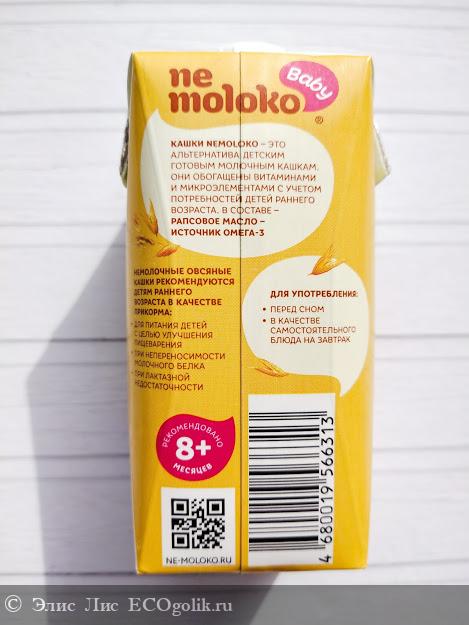 ne
moloko
Baby
®
КАШКИ NEMOLOKO – ЭТО
АЛЬТЕРНАТИВА ДЕТСКИМ
ГОТОВЫМ МОЛОЧНЫМ КАШКАМ.
ОНИ ОБОГАЩЕНЫ ВИТАМИНАМИ
И МИКРОЭЛЕМЕНТАМИ С УЧЕТОМ
ПОТРЕБНОСТЕЙ ДЕТЕЙ РАННЕГО
ВОЗРАСТА. В СОСТАВЕ –
РАПСОВОЕ МАСЛО –
ИСТОЧНИК ОМЕГА-3
НЕМОЛОЧНЫЕ ОВСЯНЫЕ
КАШКИ РЕКОМЕНДУЮТСЯ
ДЕТЯМ РАННЕГО
ВОЗРАСТА В КАЧЕСТВЕ
ПРИКОРМА:
• ДЛЯ ПИТАНИЯ ДЕТЕЙ
С ЦЕЛЬЮ УЛУЧШЕНИЯ
ПИЩЕВАРЕНИЯ
• ПРИ НЕПЕРЕНОСИМОСТИ
МОЛОЧНОГО БЕЛКА
• ПРИ ЛАКТАЗНОЙ
НЕДОСТАТОЧНОСТИ
ДЛЯ УПОТРЕБЛЕНИЯ:
• ПЕРЕД СНОМ
• В КАЧЕСТВЕ
САМОСТОЯТЕЛЬНОГО
БЛЮДА НА ЗАВТРАК
РЕКОМЕНДОВАНО
8+
МЕСЯЦЕВ
NE-MOLOKO.RU
4 680019 566313
© Элис Лис ECOgolik.ru